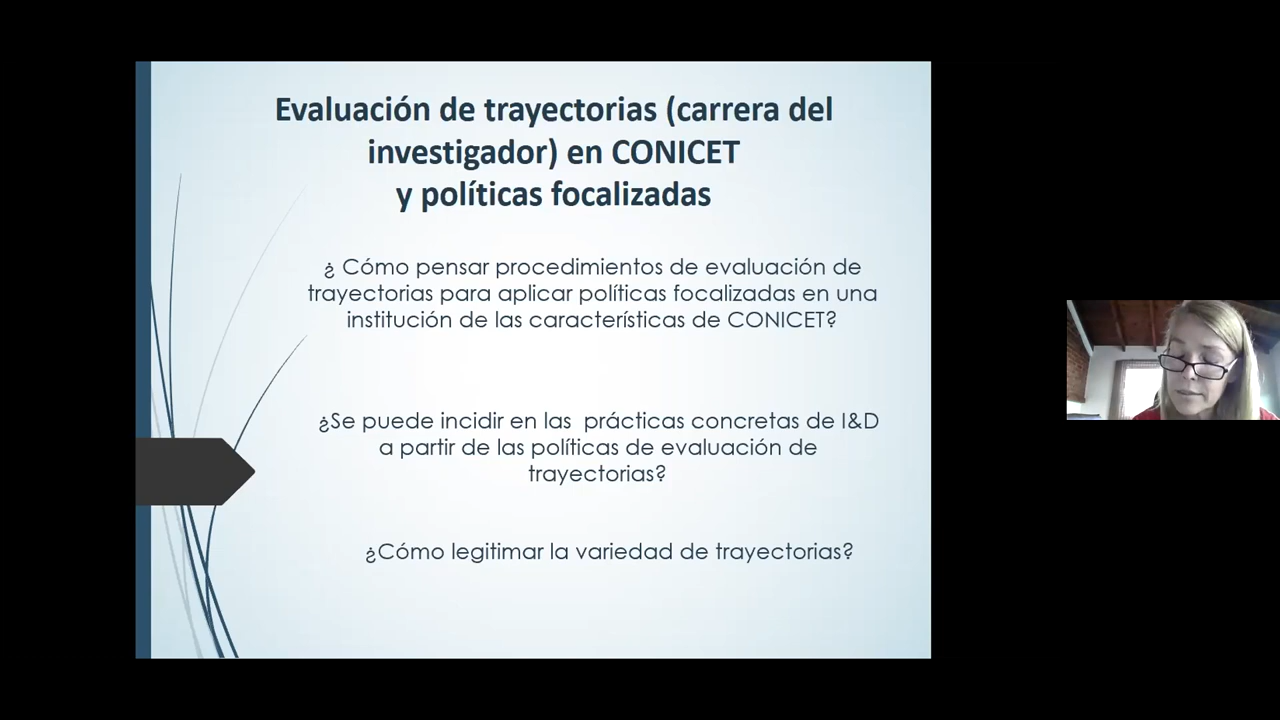 Evaluación de trayectorias (carrera del
investigador) en CONICET
y políticas focalizadas
¿ Cómo pensar procedimientos de evaluación de
trayectorias para aplicar políticas focalizadas en una
institución de las características de CONICET?
¿Se puede incidir en las prácticas concretas de I&D
a partir de las políticas de evaluación de
trayectorias?
¿Cómo legitimar la variedad de trayectorias?